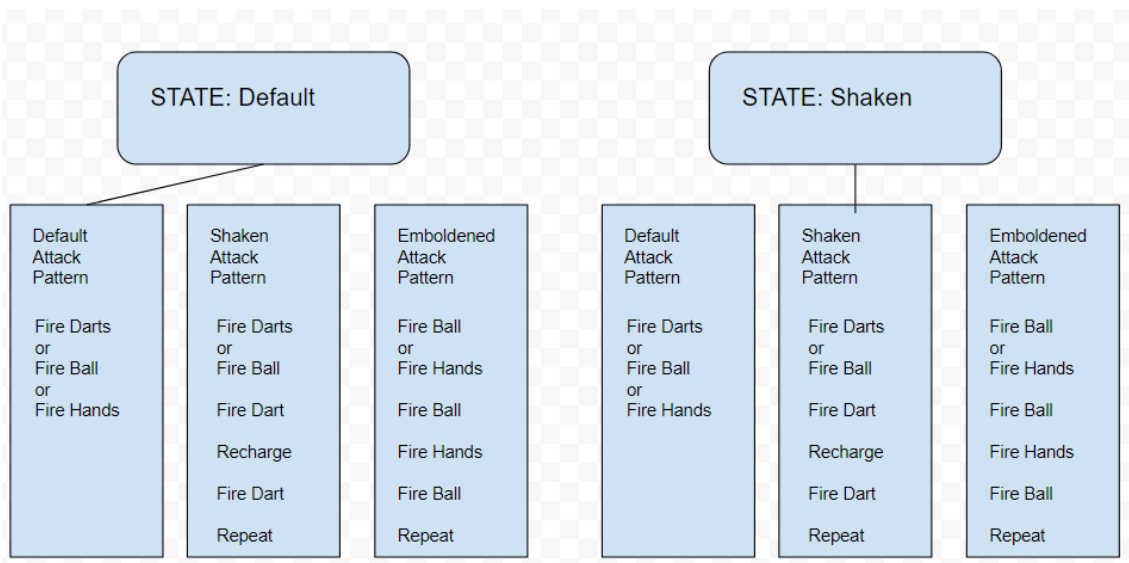 STATE: Default
Default
Attack
Pattern
Fire Darts
or
Fire Ball
or
Fire Hands
Shaken
Attack
Pattern
Fire Darts
or
Fire Ball
Fire Dart
Recharge
Fire Dart
Repeat
Emboldened
Attack
Pattern
Fire Ball
or
Fire Hands
Fire Ball
Fire Hands
Fire Ball
Repeat
STATE: Shaken
Default
Attack
Pattern
Fire Darts
or
Fire Ball
or
Fire Hands
Shaken
Attack
Pattern
Fire Darts
or
Fire Ball
Fire Dart
Recharge
Fire Dart
Repeat
Emboldened
Attack
Pattern
Fire Ball
or
Fire Hands
Fire Ball
Fire Hands
Fire Ball
Repeat